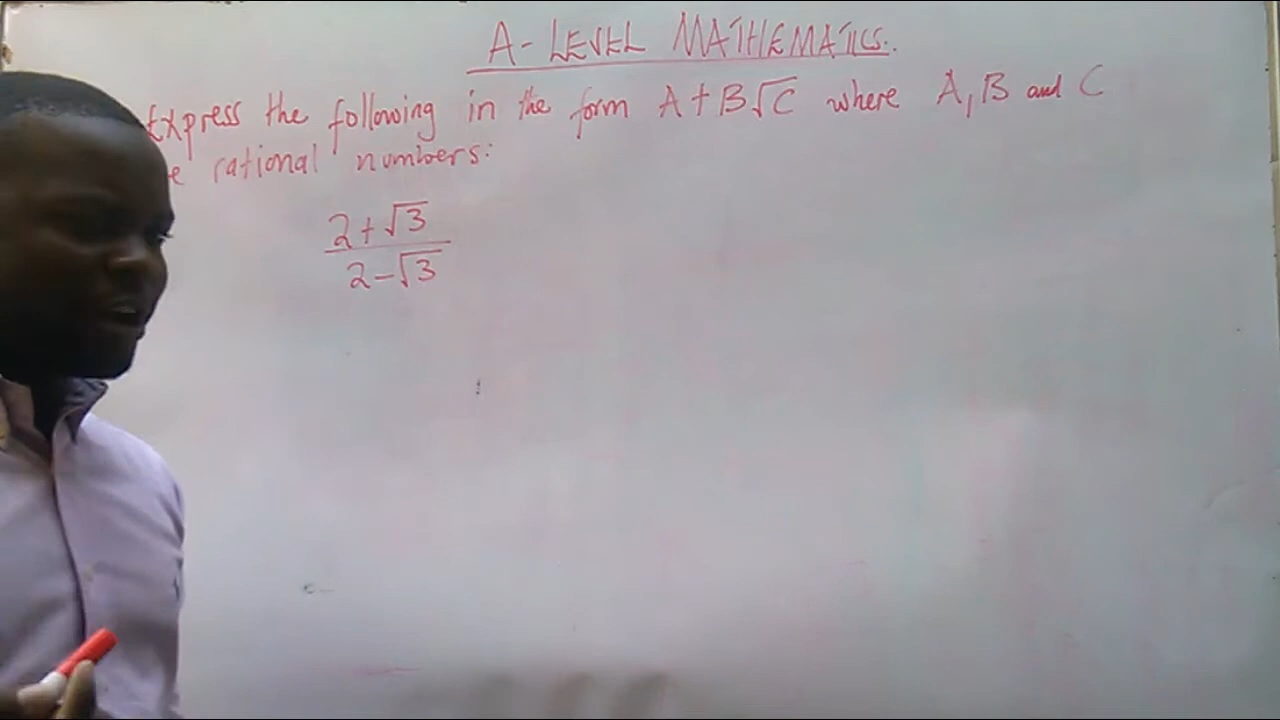 A-LEVEL MATHEMATICS.
Express the following in the form A+B√C where A, B and C
rational numbers:
2+√3
2-√3